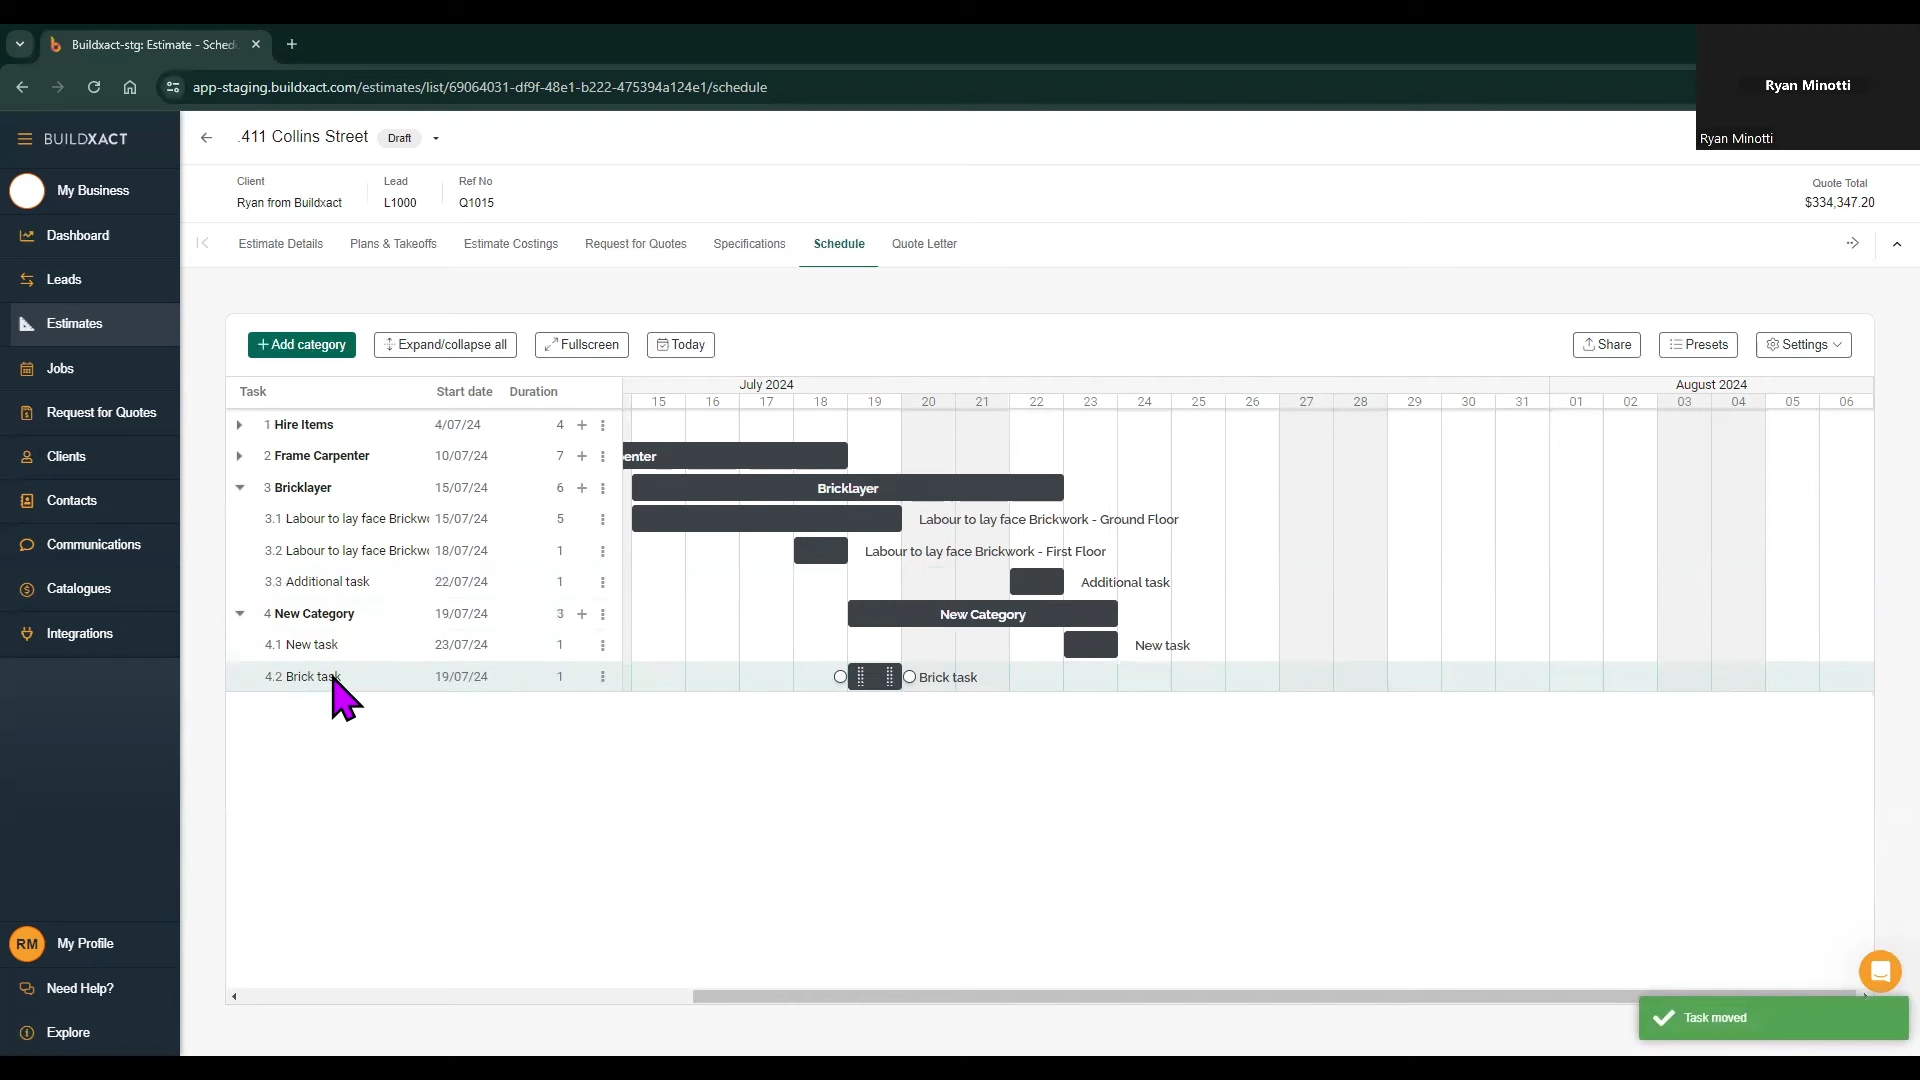 Buildxact-stg: Estimate - Sched
app-staging.buildxact.com/estimates/list/69064031-df9f-48e1-b222-475394a124e1/schedule
Ryan Minotti
Ryan Minotti
BUILDXACT
My Business
Dashboard
Leads
Estimates
Jobs
Request for Quotes
Clients
Contacts
Communications
Catalogues
Integrations
RM My Profile
Need Help?
Explore
.411 Collins Street Draft
Client Lead Ref No
Ryan from Buildxact L1000 Q1015
Quote Total
$334,347.20
Estimate Details Plans & Takeoffs Estimate Costings Request for Quotes Specifications Schedule Quote Letter
+ Add category Expand/collapse all Fullscreen Today Share Presets Settings
Task Start date Duration
July 2024 August 2024
15 16 17 18 19 20 21 22 23 24 25 26 27 28 29 30 31 01 02 03 04 05 06
1 Hire Items 4/07/24 4 +
2 Frame Carpenter 10/07/24 7 + enter
3 Bricklayer 15/07/24 6 + Bricklayer
3.1 Labour to lay face Brickwo 15/07/24 5 Labour to lay face Brickwork - Ground Floor
3.2 Labour to lay face Brickwo 18/07/24 1 Labour to lay face Brickwork - First Floor
3.3 Additional task 22/07/24 1 Additional task
4 New Category 19/07/24 3 + New Category
4.1 New task 23/07/24 1 New task
4.2 Brick task 19/07/24 1 Brick task
Task moved